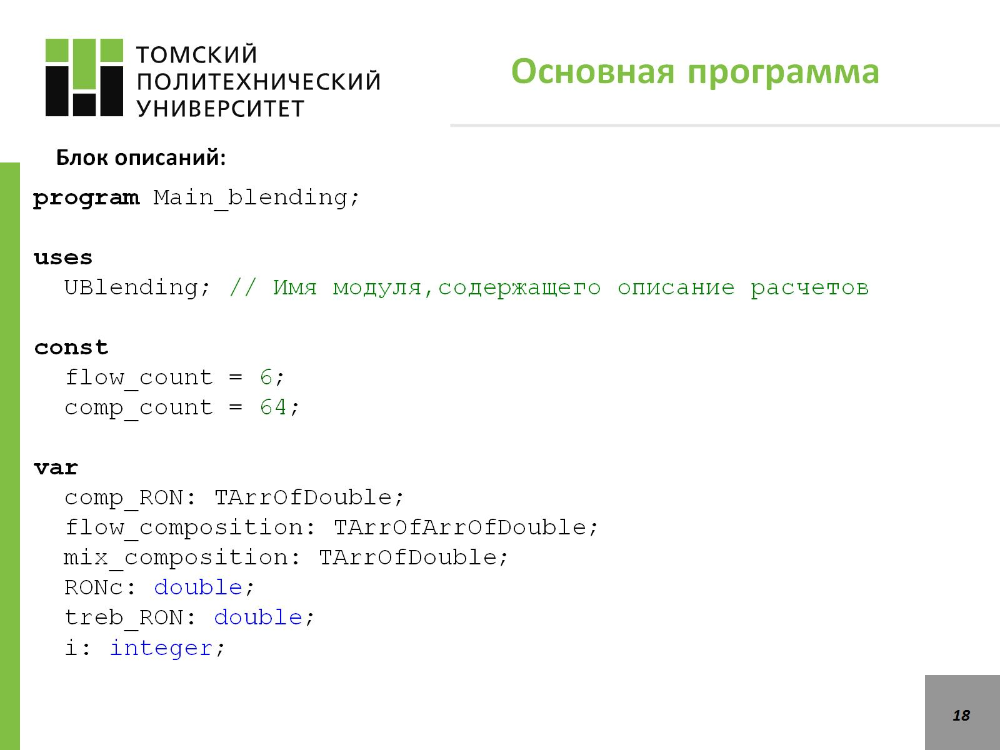 ТОМСКИЙ
ПОЛИТЕХНИЧЕСКИЙ
УНИВЕРСИТЕТ
Основная программа
Блок описаний:
program Main_blending;
uses
UBlending; // Имя модуля,содержащего описание расчетов
const
flow_count = 6;
comp_count = 64;
var
comp_RON: TArrOfDouble;
flow_composition: TArrOfArrOfDouble;
mix_composition: TArrOfDouble;
RONc: double;
treb_RON: double;
i: integer;
18